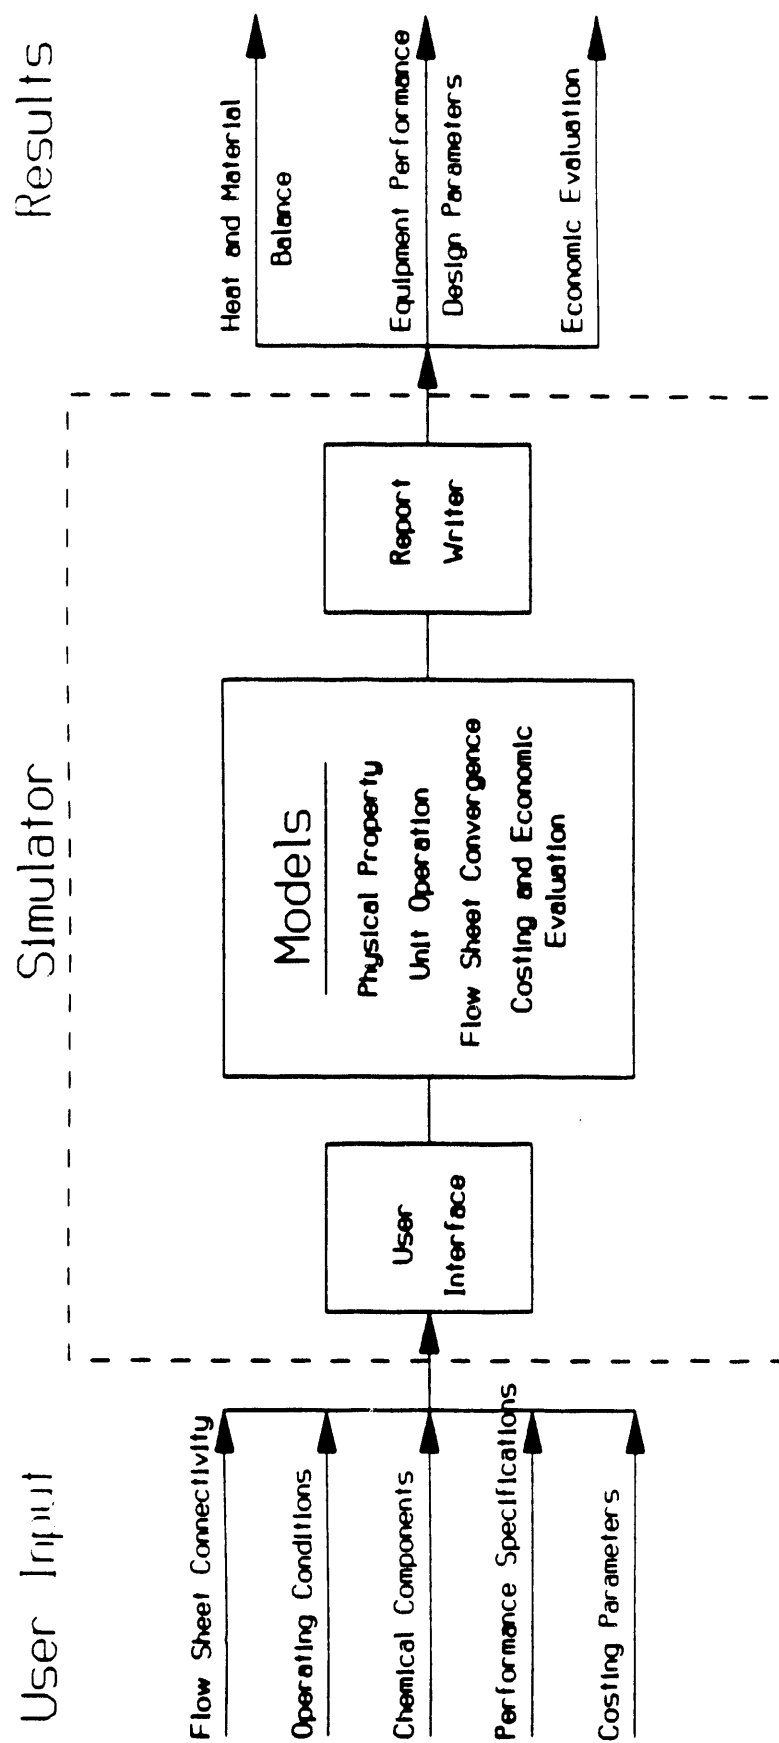 User Input
Simulator
Results
Flow Sheet Connectivity
Operating Conditions
Chemical Components
Performance Specifications
Costing Parameters
User
Interface
Models
Physical Property
Unit Operation
Flow Sheet Convergence
Costing and Economic
Evaluation
Report
Writer
Heat and Material
Balance
Equipment Performance
Design Parameters
Economic Evaluation